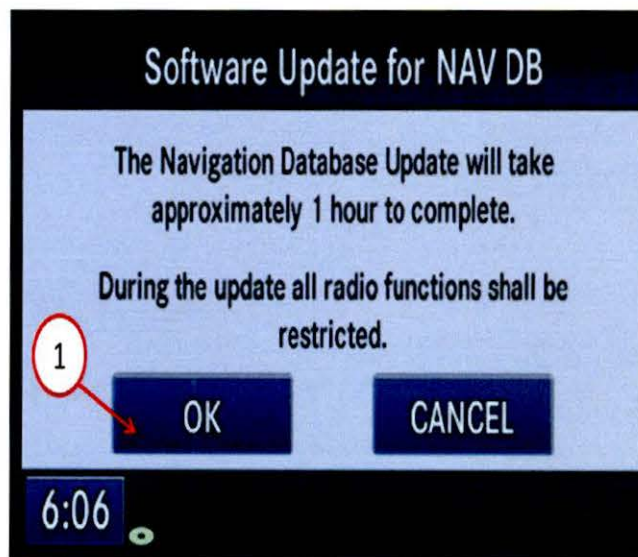 Software Update for NAV DB
The Navigation Database Update will take
approximately 1 hour to complete.
During the update all radio functions shall be
restricted.
1
OK
CANCEL
6:06